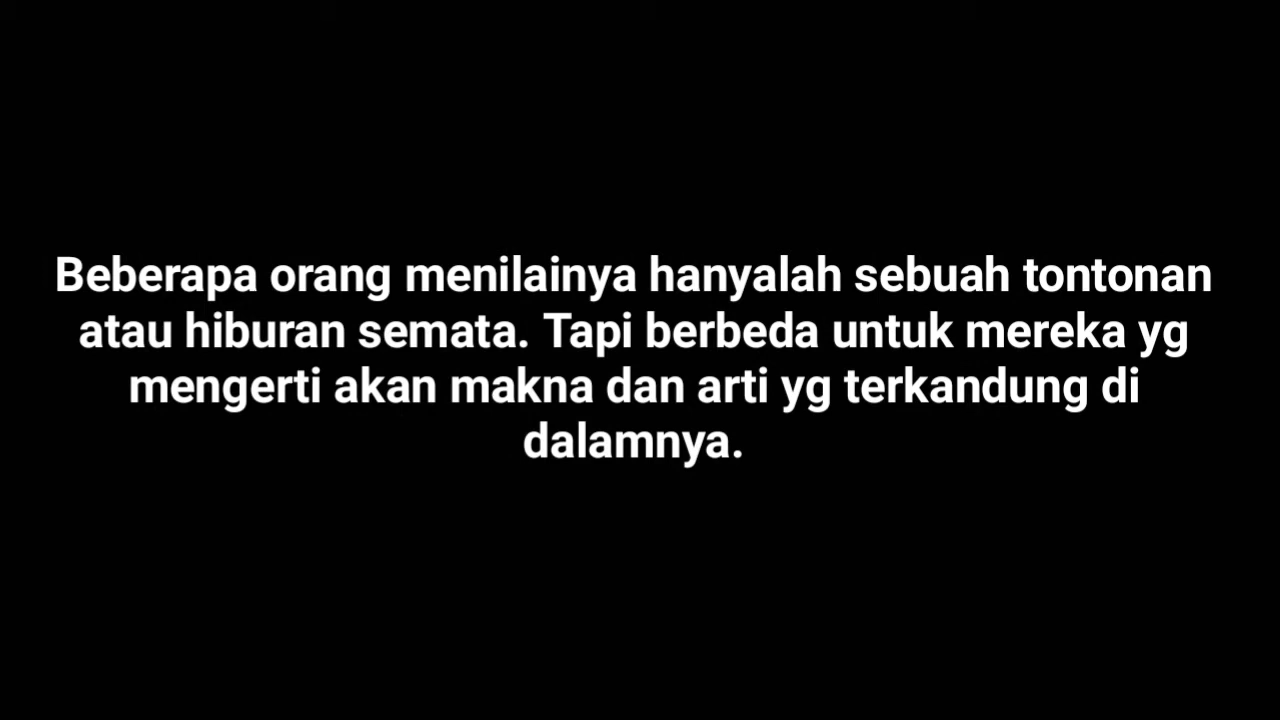 Beberapa orang menilainya hanyalah sebuah tontonan
atau hiburan semata. Tapi berbeda untuk mereka yg
mengerti akan makna dan arti yg terkandung di
dalamnya.